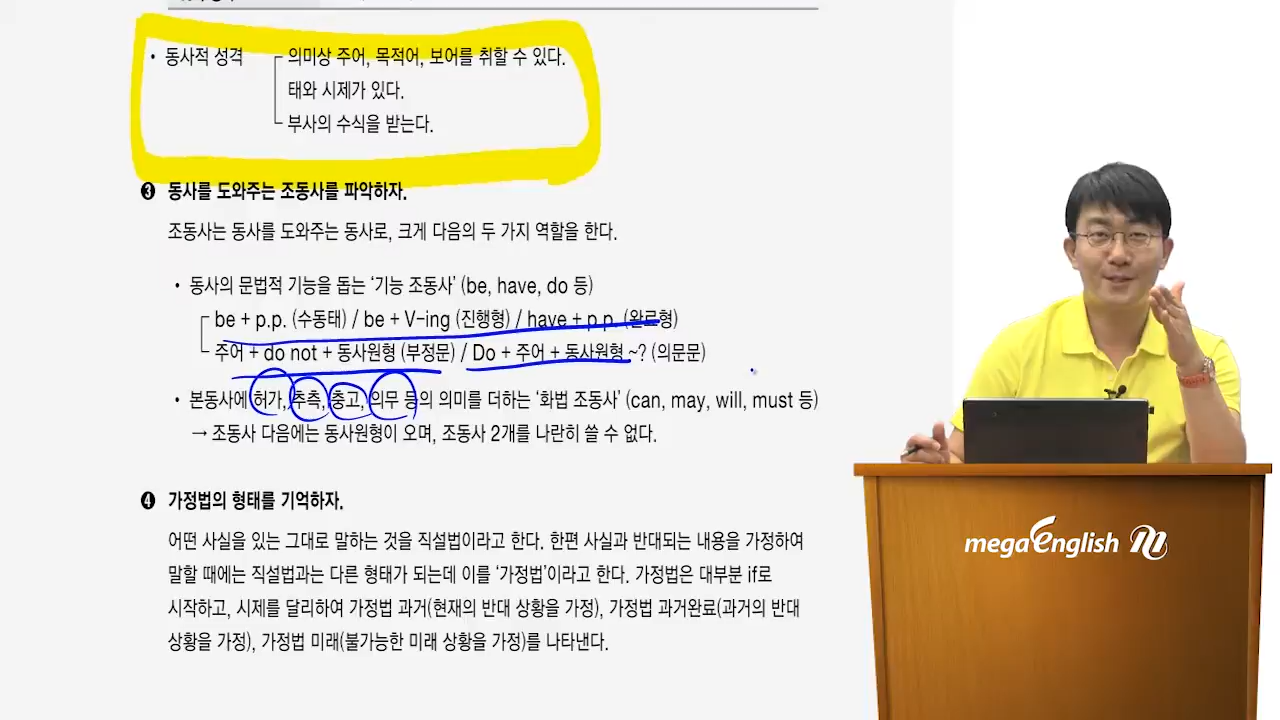 • 동사적 성격 의미상 주어, 목적어, 보어를 취할 수 있다.
태와 시제가 있다.
부사의 수식을 받는다.
❸ 동사를 도와주는 조동사를 파악하자.
조동사는 동사를 도와주는 동사로, 크게 다음의 두 가지 역할을 한다.
• 동사의 문법적 기능을 돕는 ‘기능 조동사’ (be, have, do 등)
be + p.p. (수동태) / be + V-ing (진행형) / have + p.p. (완료형)
주어 + do not + 동사원형 (부정문) / Do + 주어 + 동사원형 ~? (의문문)
• 본동사에 허가, 추측, 충고, 의무 등의 의미를 더하는 ‘화법 조동사’ (can, may, will, must 등)
→ 조동사 다음에는 동사원형이 오며, 조동사 2개를 나란히 쓸 수 없다.
❹ 가정법의 형태를 기억하자.
어떤 사실을 있는 그대로 말하는 것을 직설법이라고 한다. 한편 사실과 반대되는 내용을 가정하여
말할 때에는 직설법과는 다른 형태가 되는데 이를 ‘가정법’이라고 한다. 가정법은 대부분 if로
시작하고, 시제를 달리하여 가정법 과거(현재의 반대 상황을 가정), 가정법 과거완료(과거의 반대
상황을 가정), 가정법 미래(불가능한 미래 상황을 가정)를 나타낸다.
megaEnglish m